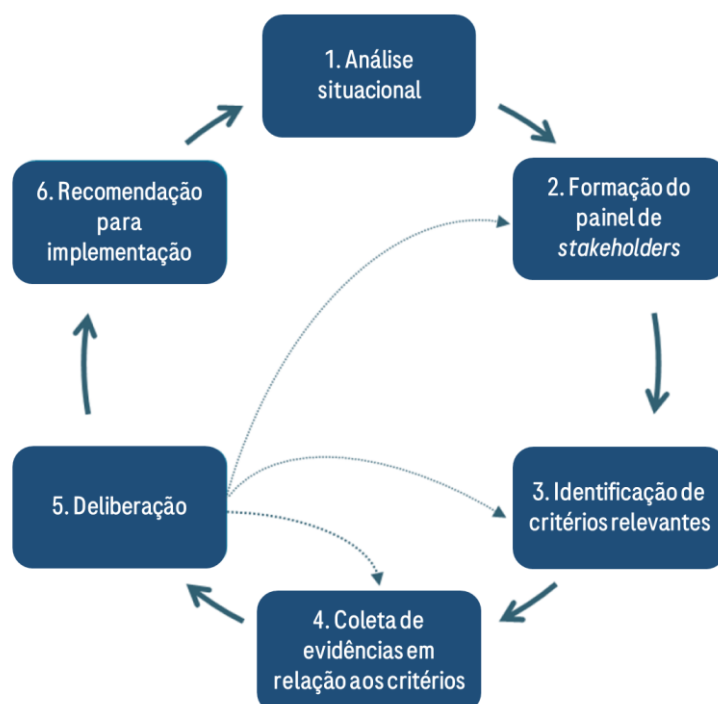 1. Análise
situacional
2. Formação do
painel de
stakeholders
3. Identificação de
critérios relevantes
4. Coleta de
evidências em
relação aos critérios
5. Deliberação
6. Recomendação
para
implementação